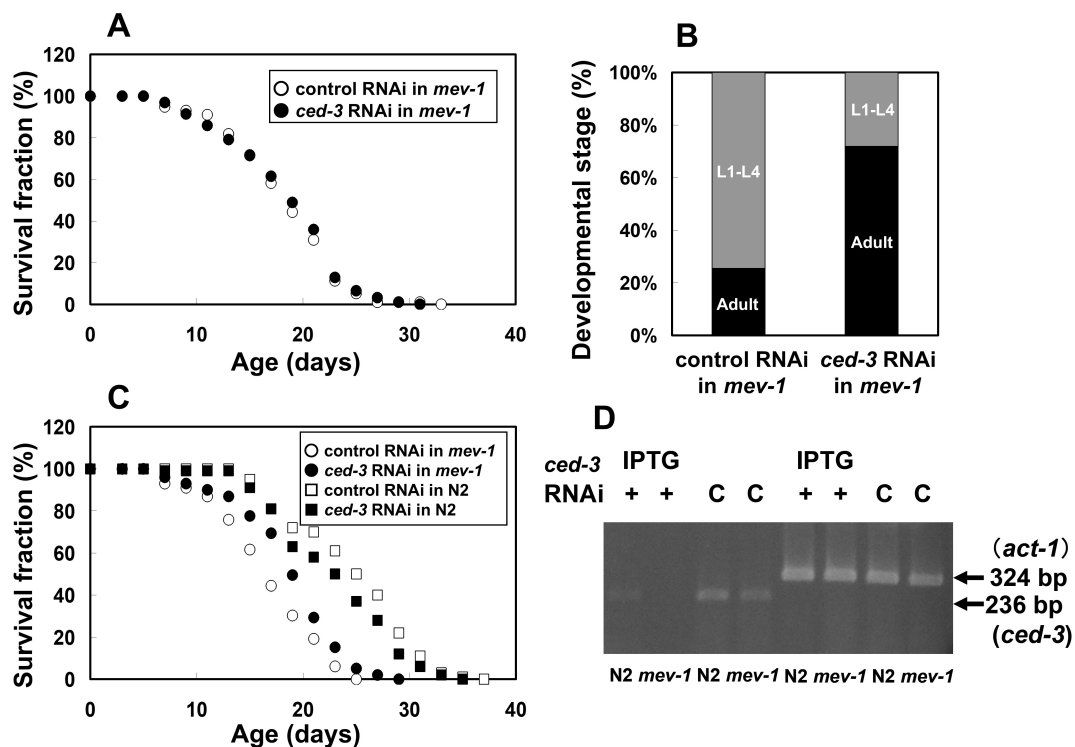 A
Survival fraction (%)
120
100
80
60
40
20
0
0 10 20 30 40
Age (days)
control RNAi in mev-1
ced-3 RNAi in mev-1
B
Developmental stage (%)
100%
80%
60%
40%
20%
0%
L1-L4
Adult
L1-L4
Adult
control RNAi
in mev-1
ced-3 RNAi
in mev-1
C
Survival fraction (%)
120
100
80
60
40
20
0
0 10 20 30 40
Age (days)
control RNAi in mev-1
ced-3 RNAi in mev-1
control RNAi in N2
ced-3 RNAi in N2
D
ced-3 IPTG IPTG
RNAi + + C C + + C C
(act-1)
324 bp
236 bp
(ced-3)
N2 mev-1 N2 mev-1 N2 mev-1 N2 mev-1